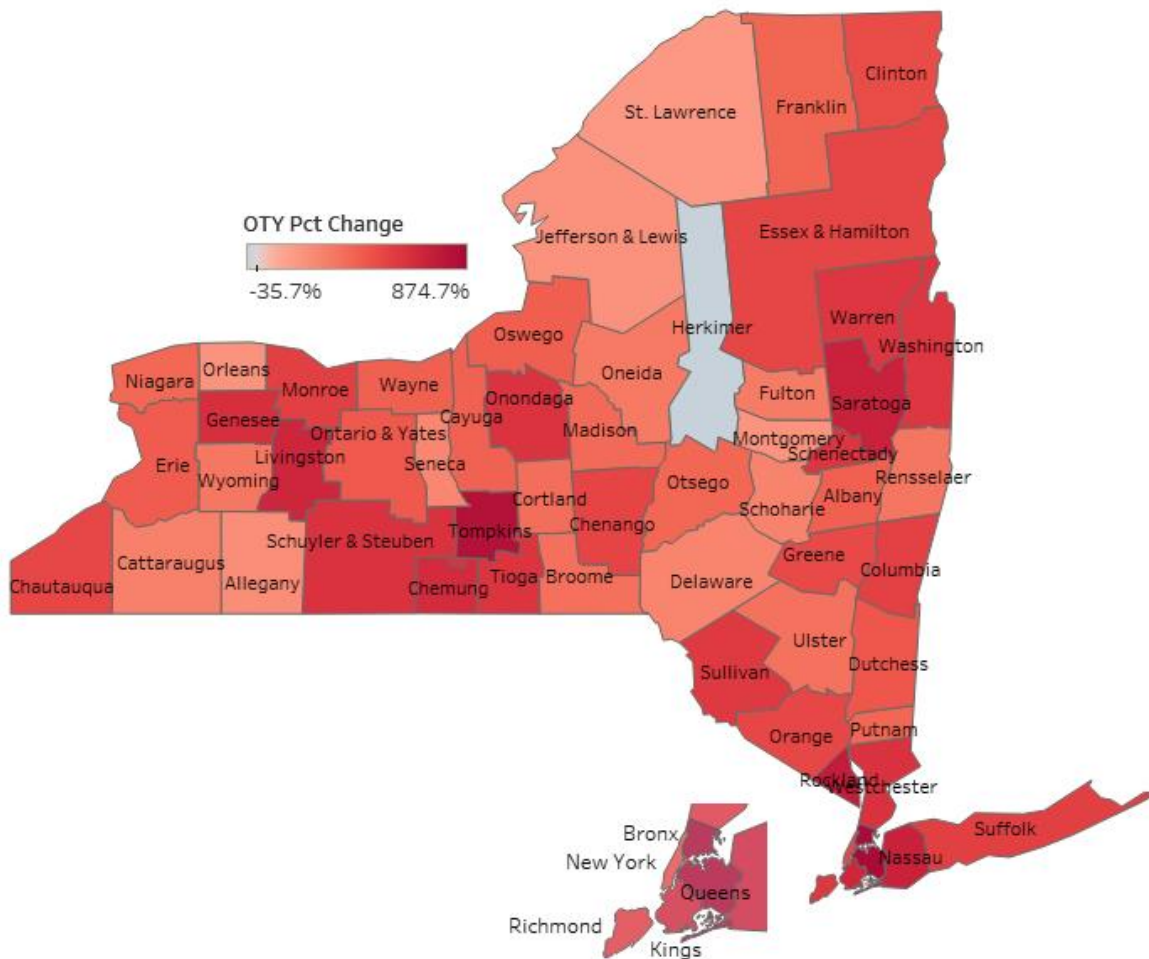 Clinton
Franklin
St. Lawrence
OTY Pct Change
-35.7% 874.7%
Jefferson & Lewis
Essex & Hamilton
Warren
Oswego
Herkimer
Washington
Orleans
Oneida
Niagara
Monroe
Wayne
Fulton
Onondaga
Saratoga
Genesee
Cayuga
Madison
Ontario & Yates
Montgomery
Livingston
Schenectady
Erie
Seneca
Wyoming
Otsego
Rensselaer
Albany
Cortland
Schoharie
Chenango
Tompkins
Schuyler & Steuben
Greene
Cattaraugus
Columbia
Allegany
Delaware
Tioga
Broome
Chautauqua
Chemung
Ulster
Dutchess
Sullivan
Putnam
Orange
Rockland
Westchester
Suffolk
Bronx
Nassau
New York
Queens
Richmond
Kings